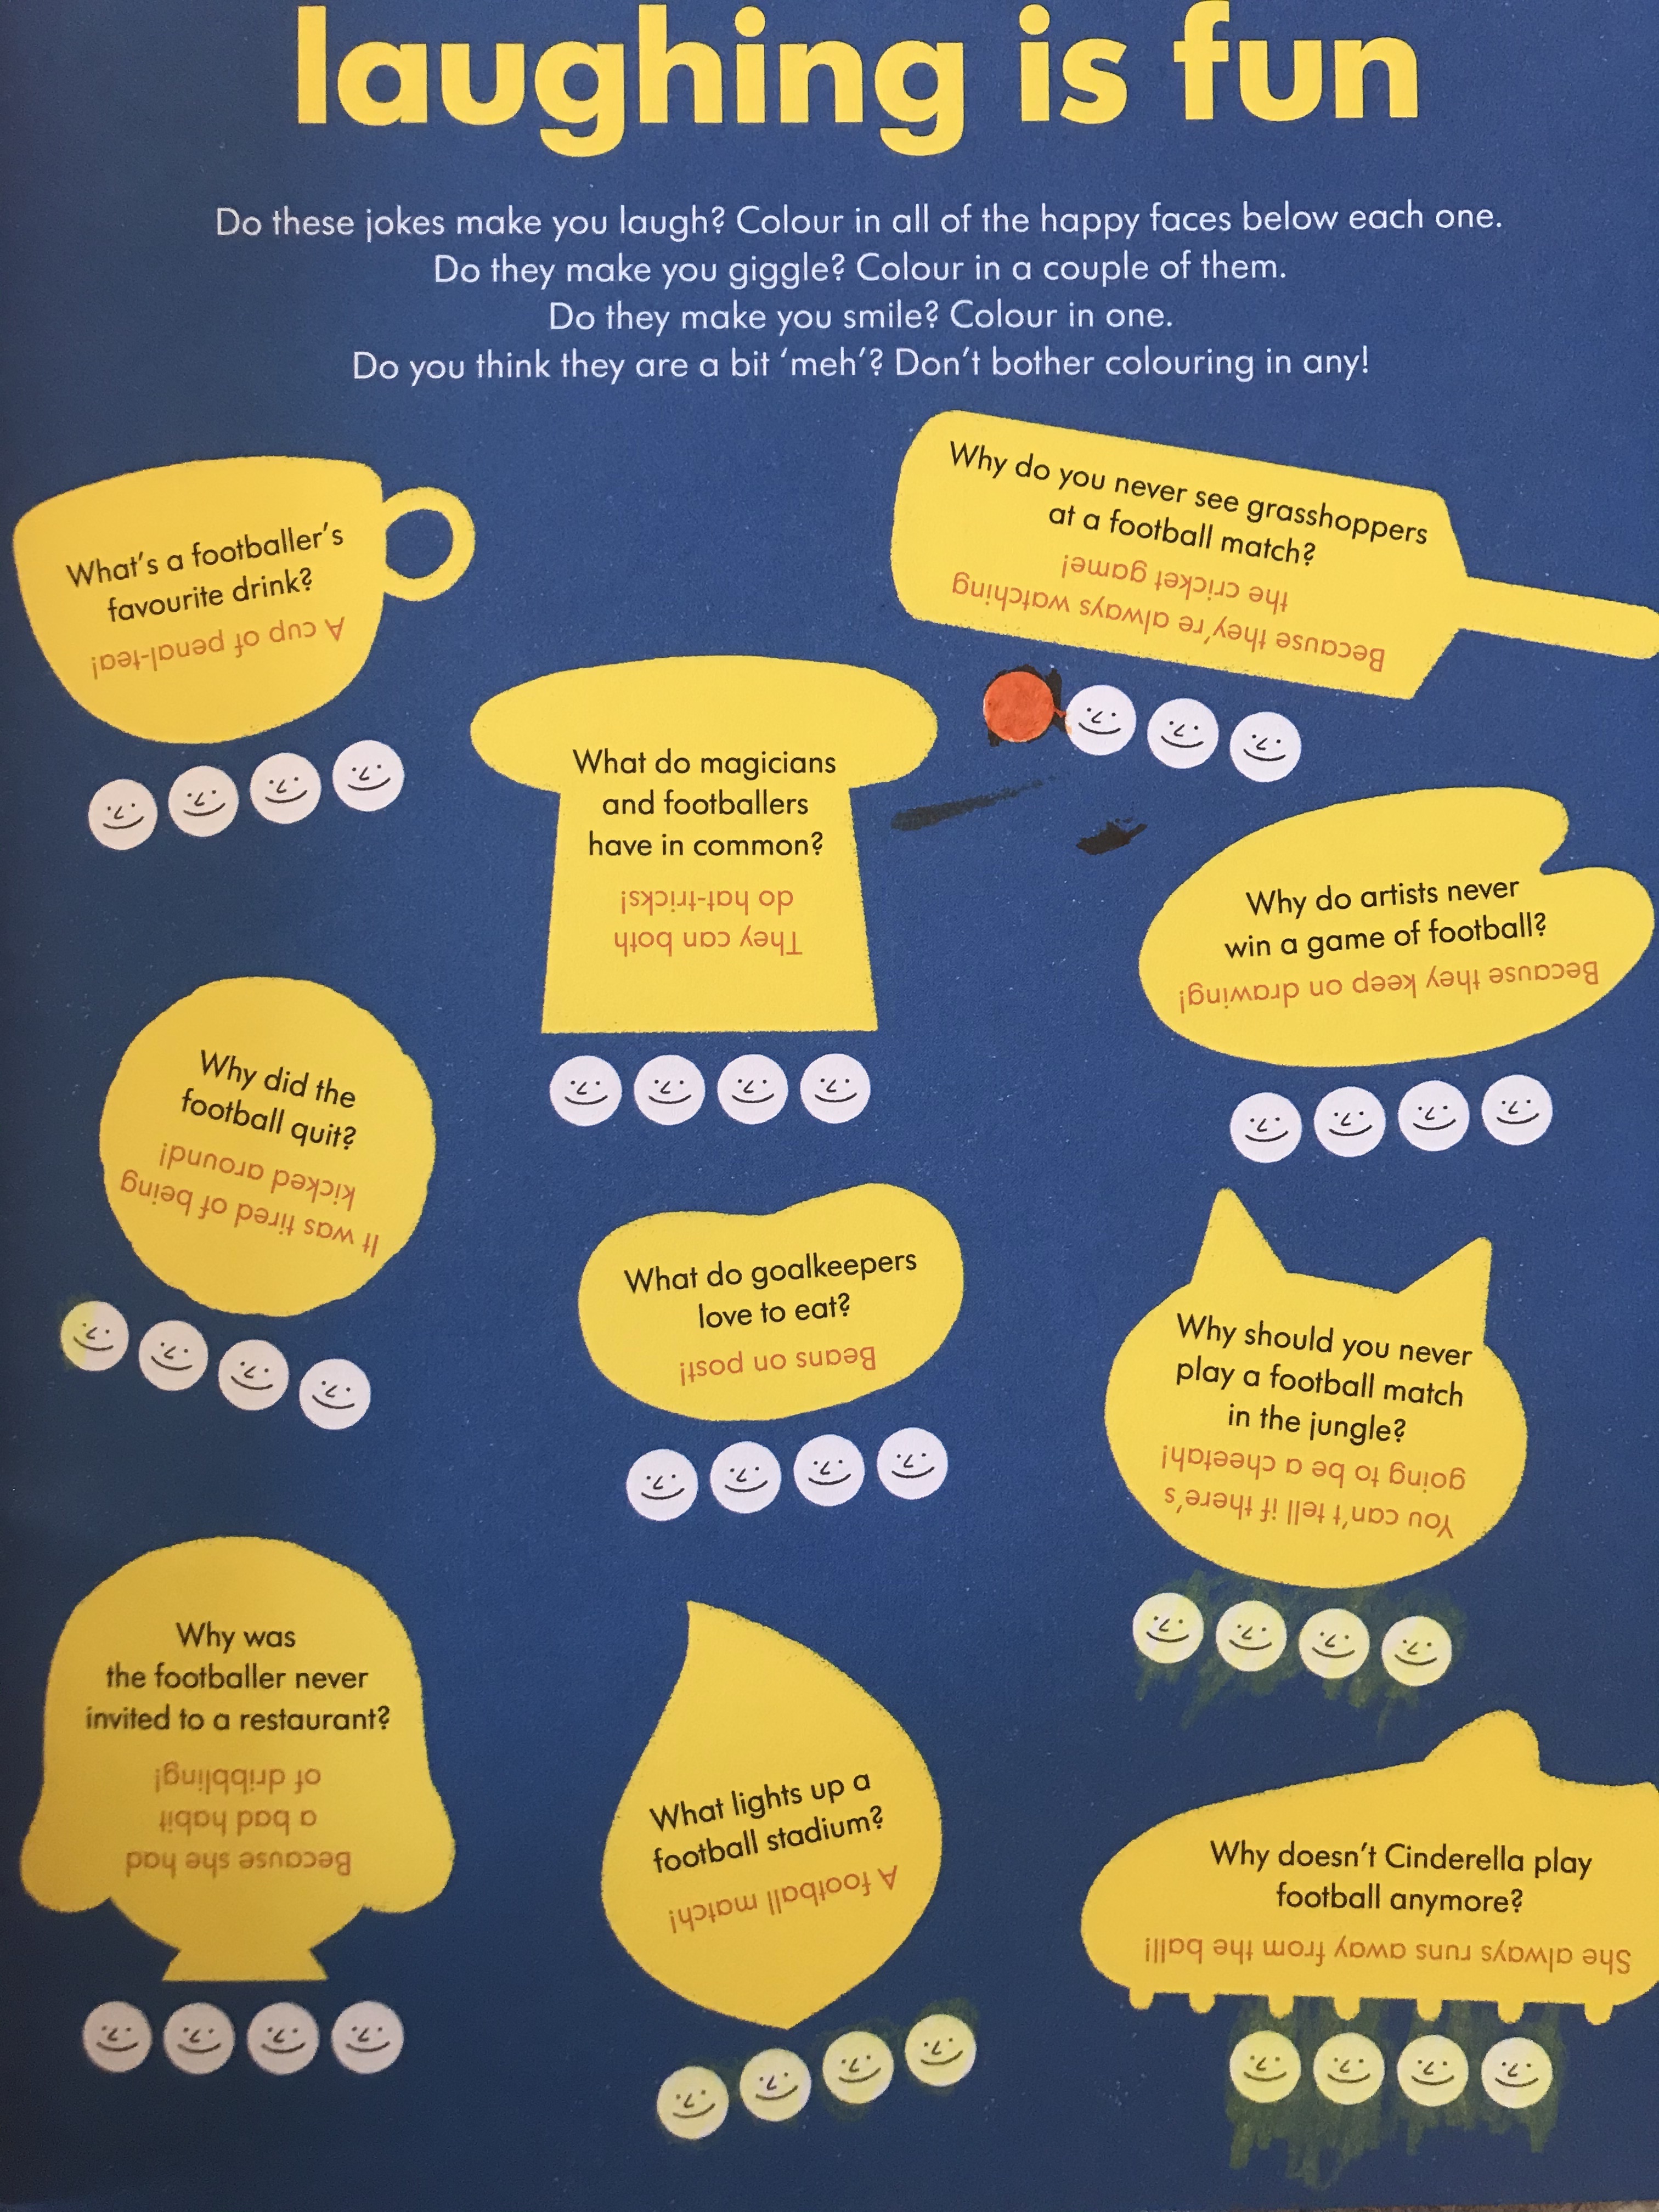 laughing is fun
Do these jokes make you laugh? Colour in all of the happy faces below each one.
Do they make you giggle? Colour in a couple of them.
Do they make you smile? Colour in one.
Do you think they are a bit ‘meh’? Don’t bother colouring in any!
What’s a footballer’s
favourite drink?
A cup of penal-tea!
Why do you never see grasshoppers
at a football match?
Because they’re always watching
the cricket game!
What do magicians
and footballers
have in common?
They can both
do hat-tricks!
Why do artists never
win a game of football?
Because they keep on drawing!
Why did the
football quit?
It was tired of being
kicked around!
What do goalkeepers
love to eat?
Beans on post!
Why should you never
play a football match
in the jungle?
You can’t tell if there’s
going to be a cheetah!
Why was
the footballer never
invited to a restaurant?
Because she had
a bad habit
of dribbling!
What lights up a
football stadium?
A football match!
Why doesn’t Cinderella play
football anymore?
She always runs away from the ball!